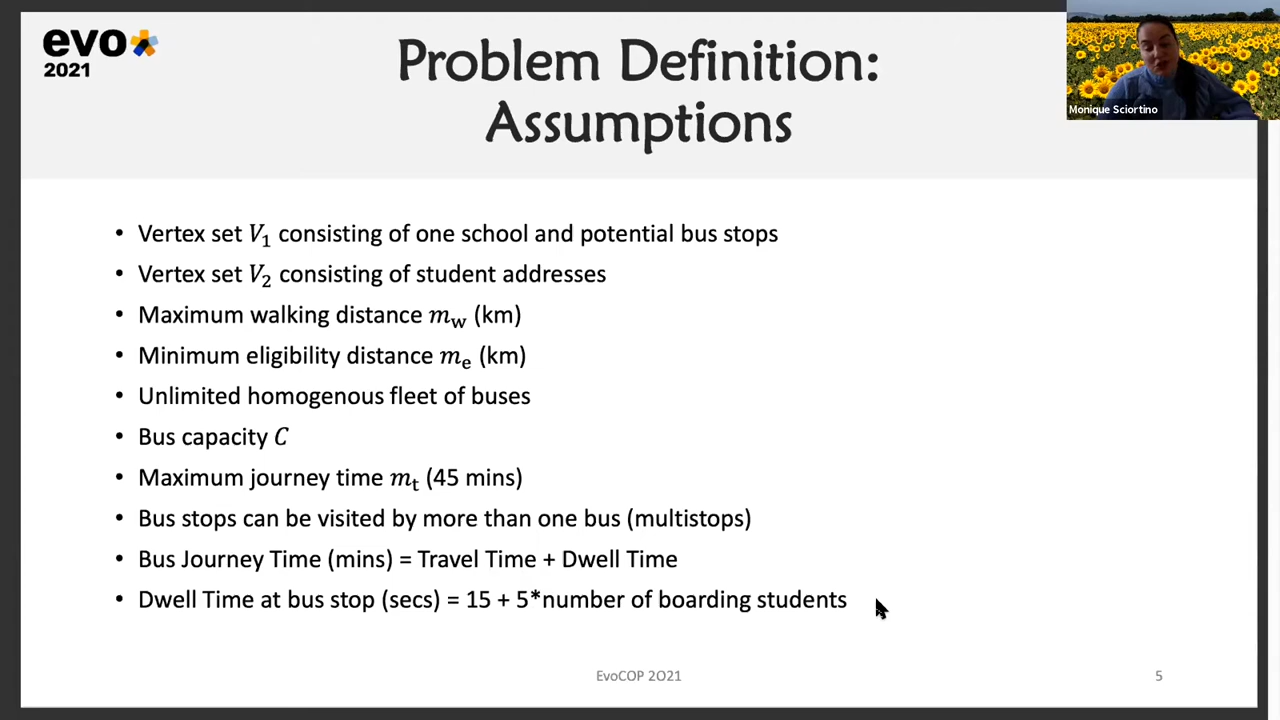 evo
2021
Problem Definition:
Assumptions
Monique Sciortino
• Vertex set V₁ consisting of one school and potential bus stops
• Vertex set V₂ consisting of student addresses
• Maximum walking distance m_w (km)
• Minimum eligibility distance m_e (km)
• Unlimited homogenous fleet of buses
• Bus capacity C
• Maximum journey time m_t (45 mins)
• Bus stops can be visited by more than one bus (multistops)
• Bus Journey Time (mins) = Travel Time + Dwell Time
• Dwell Time at bus stop (secs) = 15 + 5*number of boarding students
EvoCOP 2O21
5